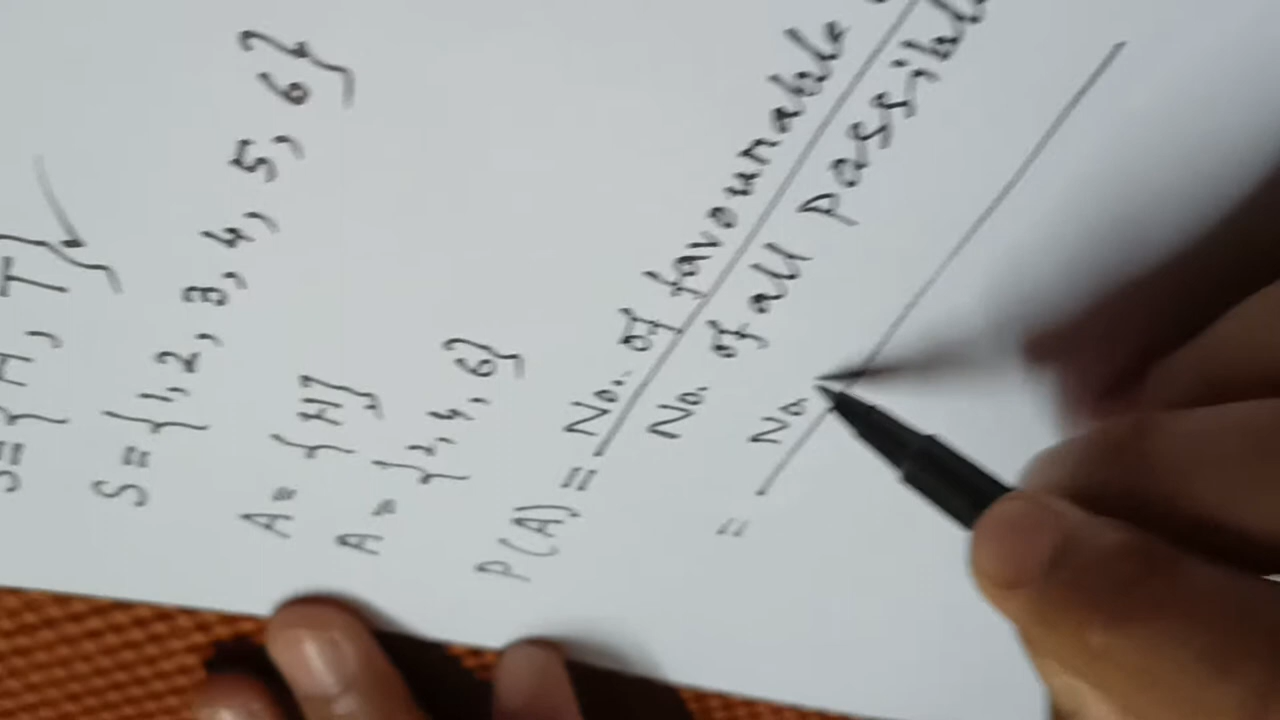 S={H, T}
S={1, 2, 3, 4, 5, 6}
A= {H}
A= {2, 4, 6}
P(A) = No. of favourable
No. of all possible
= No.